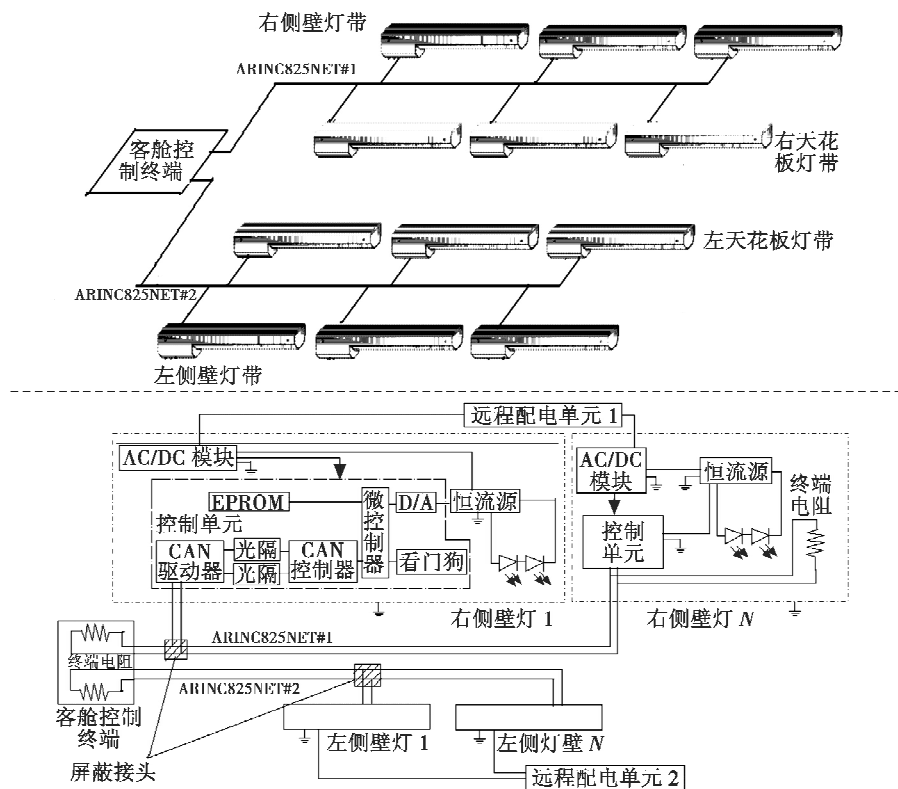 右侧壁灯带
ARINC825NET#1
客舱控
制终端
右天花
板灯带
左天花板灯带
ARINC825NET#2
左侧壁灯带
远程配电单元 1
AC/DC 模块
EPROM
控制单元
微控制器
D/A
恒流源
CAN
驱动器
光隔
光隔
CAN
控制器
看门狗
右侧壁灯 1
AC/DC
模块
恒流源
终端
电阻
控制
单元
右侧壁灯 N
ARINC825NET#1
终端电阻
ARINC825NET#2
客舱控制
终端
屏蔽接头
左侧壁灯 1
左侧灯壁 N
远程配电单元 2